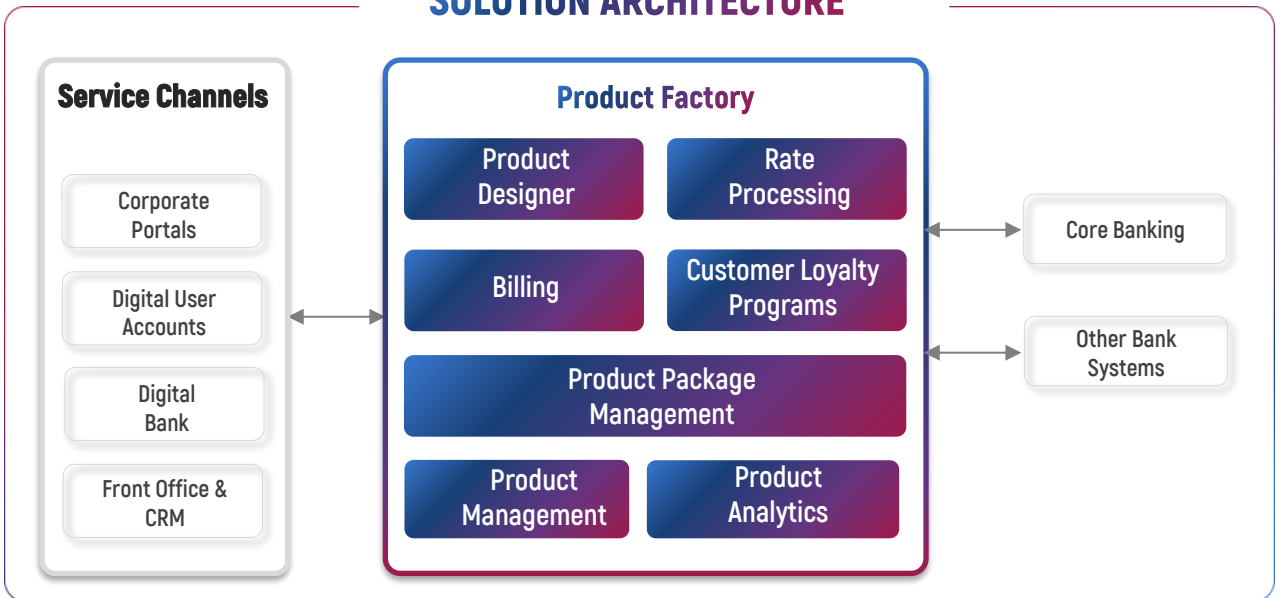 SOLUTION ARCHITECTURE
Service Channels
Corporate
Portals
Digital User
Accounts
Digital
Bank
Front Office &
CRM
Product Factory
Product
Designer
Rate
Processing
Billing
Customer Loyalty
Programs
Product Package
Management
Product
Management
Product
Analytics
Core Banking
Other Bank
Systems